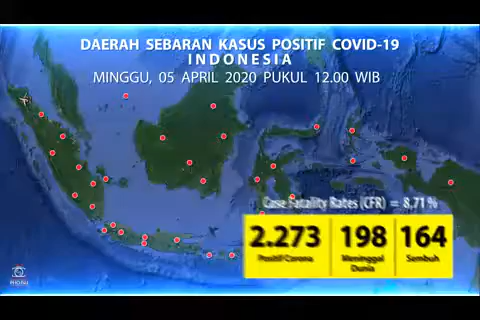 DAERAH SEBARAN KASUS POSITIF COVID-19
INDONESIA
MINGGU, 05 APRIL 2020 PUKUL 12.00 WIB
Case Fatality Rates (CFR) = 8,71 %
2.273
Positif Corona
198
Meninggal
Dunia
164
Sembuh